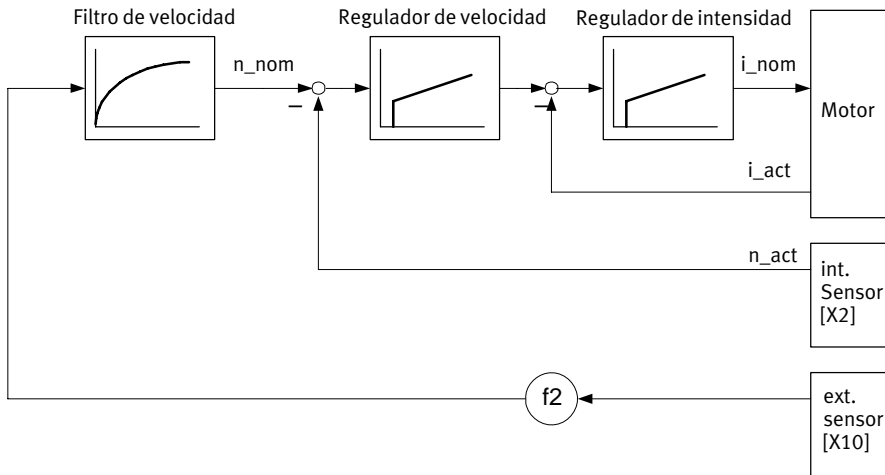 Filtro de velocidad
Regulador de velocidad
Regulador de intensidad
n_nom
i_nom
Motor
–
–
i_act
n_act
int.
Sensor
[X2]
f2
ext.
sensor
[X10]